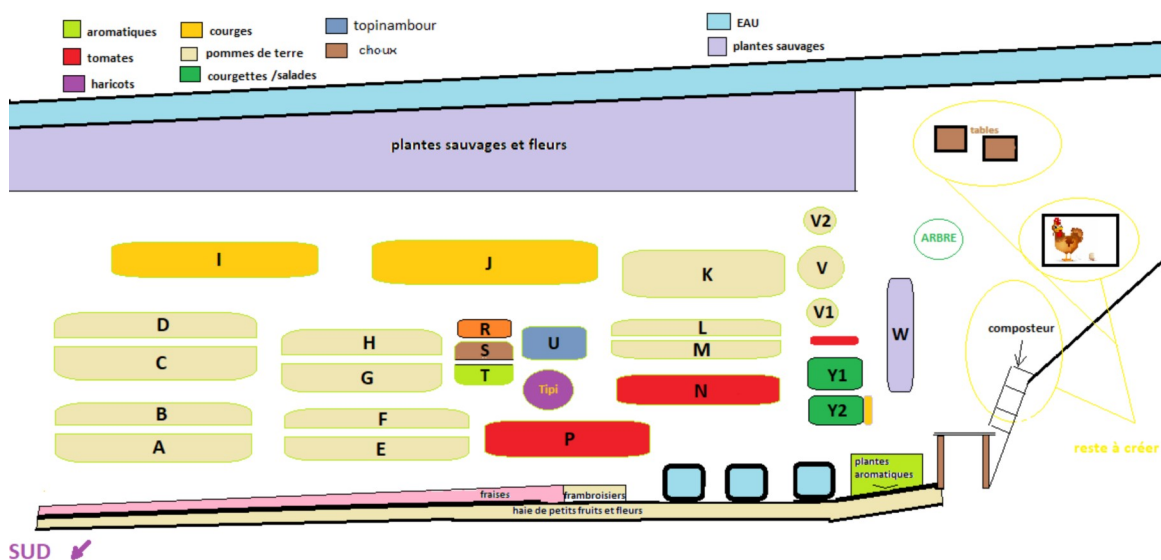 aromatiques
courges
topinambour
EAU
tomates
pommes de terre
choux
plantes sauvages
haricots
courgettes /salades
plantes sauvages et fleurs
tables
V2
ARBRE
I
J
K
V
V1
D
H
R
L
composteur
C
G
S
U
M
W
T
Tipi
N
Y1
B
F
Y2
A
E
P
reste à créer
plantes
aromatiques
fraises
frambroisiers
haie de petits fruits et fleurs
SUD